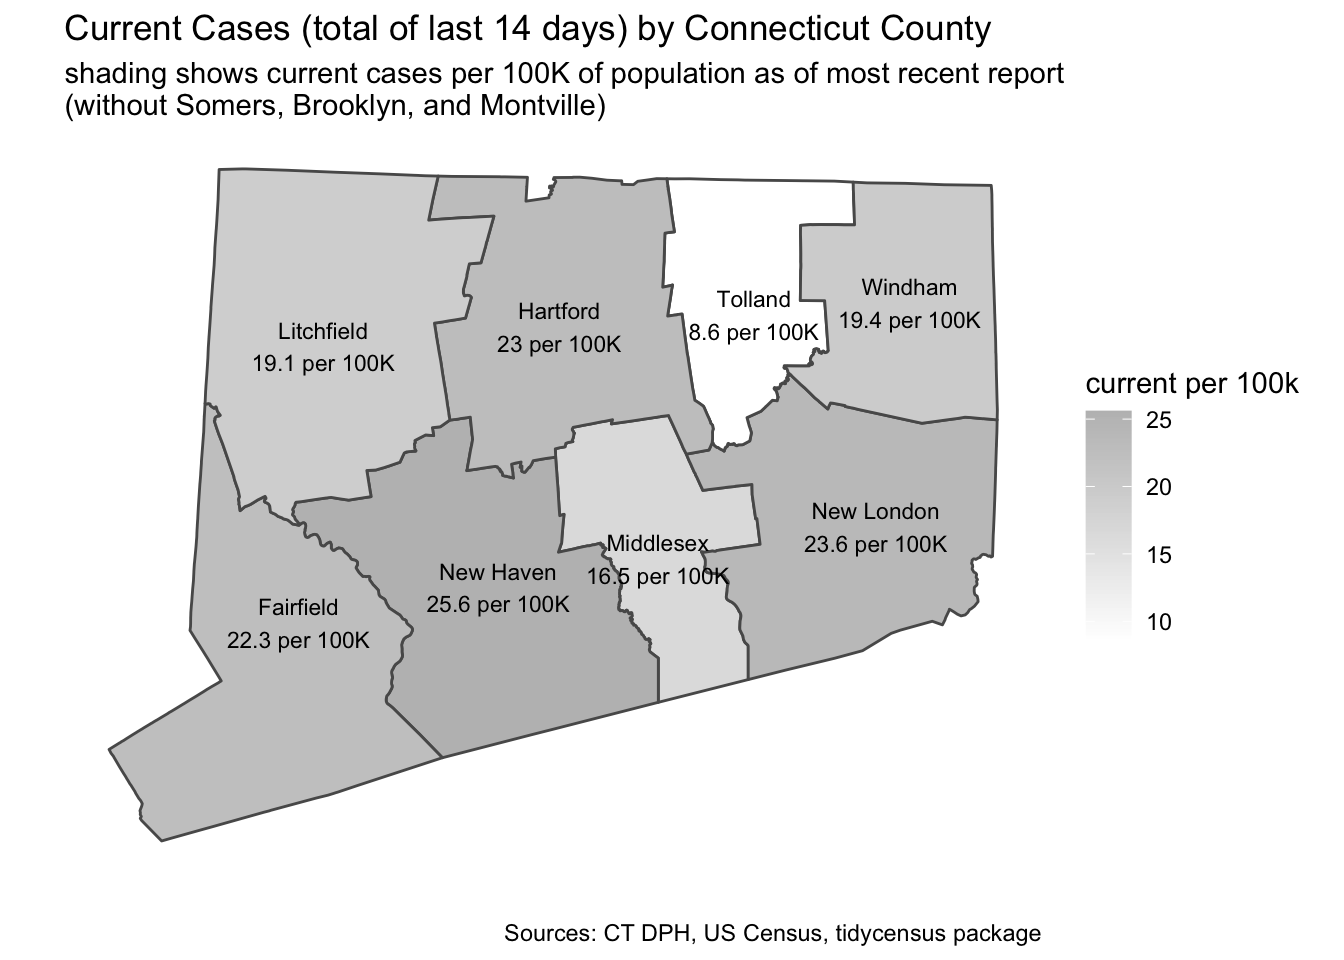 Current Cases (total of last 14 days) by Connecticut County
shading shows current cases per 100K of population as of most recent report
(without Somers, Brooklyn, and Montville)
Litchfield
19.1 per 100K
Hartford
23 per 100K
Tolland
8.6 per 100K
Windham
19.4 per 100K
Fairfield
22.3 per 100K
New Haven
25.6 per 100K
Middlesex
16.5 per 100K
New London
23.6 per 100K
current per 100k
25
20
15
10
Sources: CT DPH, US Census, tidycensus package